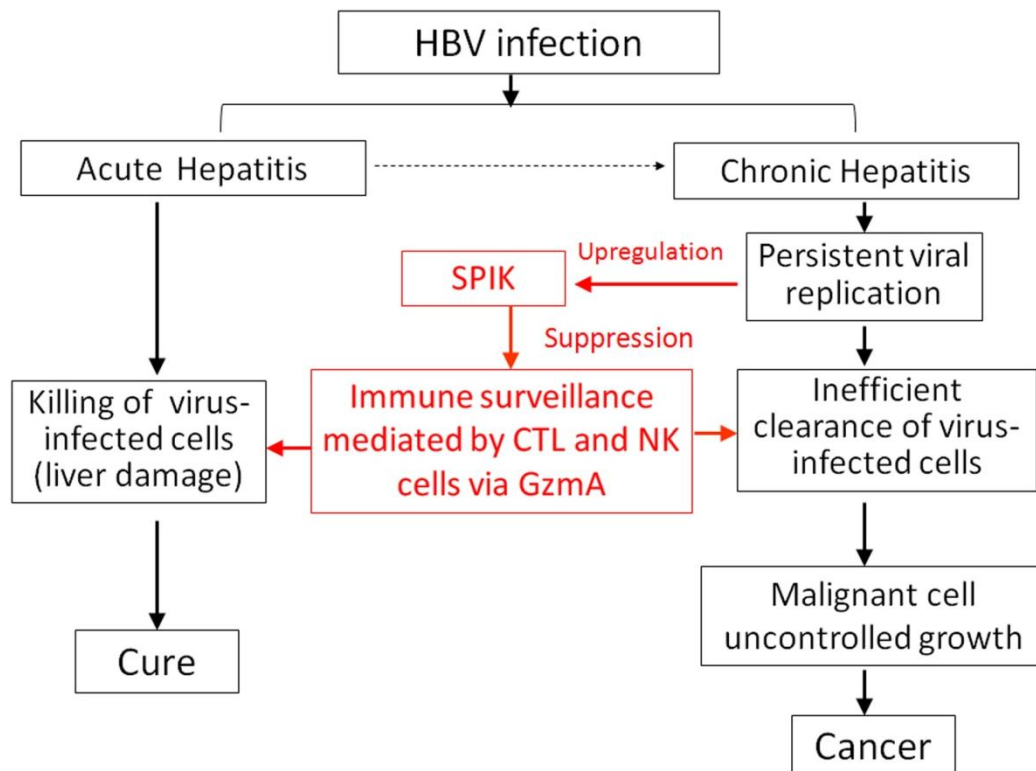 HBV infection
Acute Hepatitis
Chronic Hepatitis
Upregulation
SPIK
Persistent viral
replication
Suppression
Killing of virus-
infected cells
(liver damage)
Immune surveillance
mediated by CTL and NK
cells via GzmA
Inefficient
clearance of virus-
infected cells
Malignant cell
uncontrolled growth
Cure
Cancer